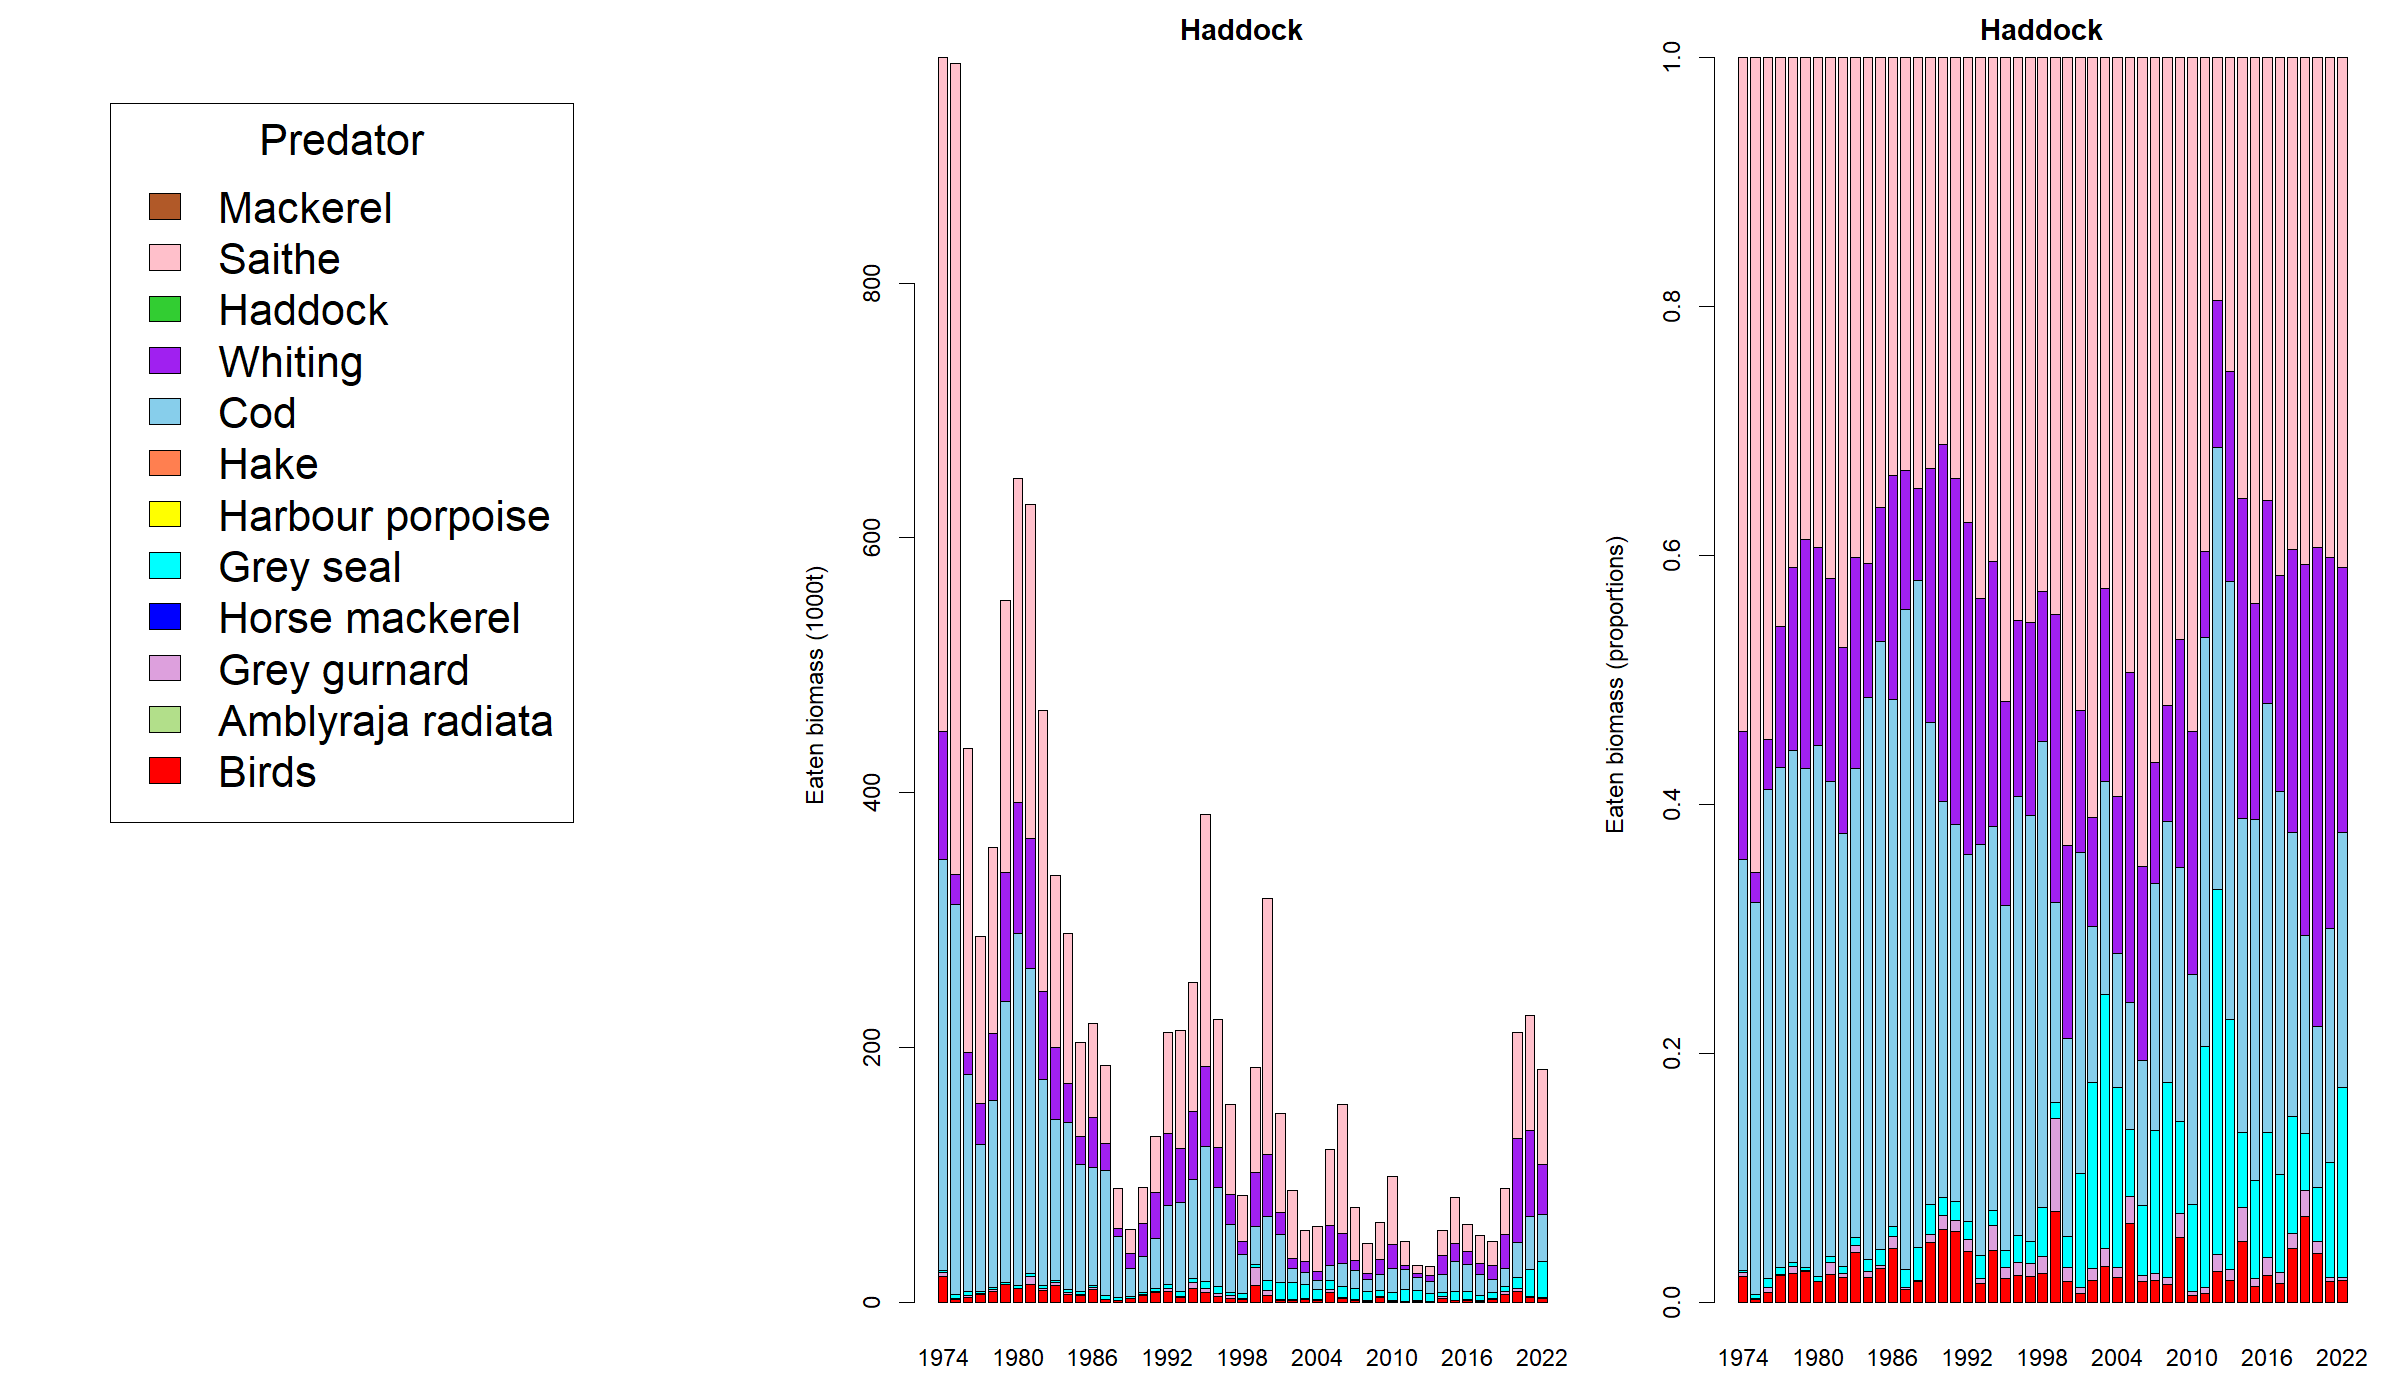 Predator
Mackerel
Saithe
Haddock
Whiting
Cod
Hake
Harbour porpoise
Grey seal
Horse mackerel
Grey gurnard
Amblyraja radiata
Birds
Haddock
Eaten biomass (1000t)
800
600
400
200
0
1974 1980 1986 1992 1998 2004 2010 2016 2022
Haddock
Eaten biomass (proportions)
1.0
0.8
0.6
0.4
0.2
0.0
1974 1980 1986 1992 1998 2004 2010 2016 2022